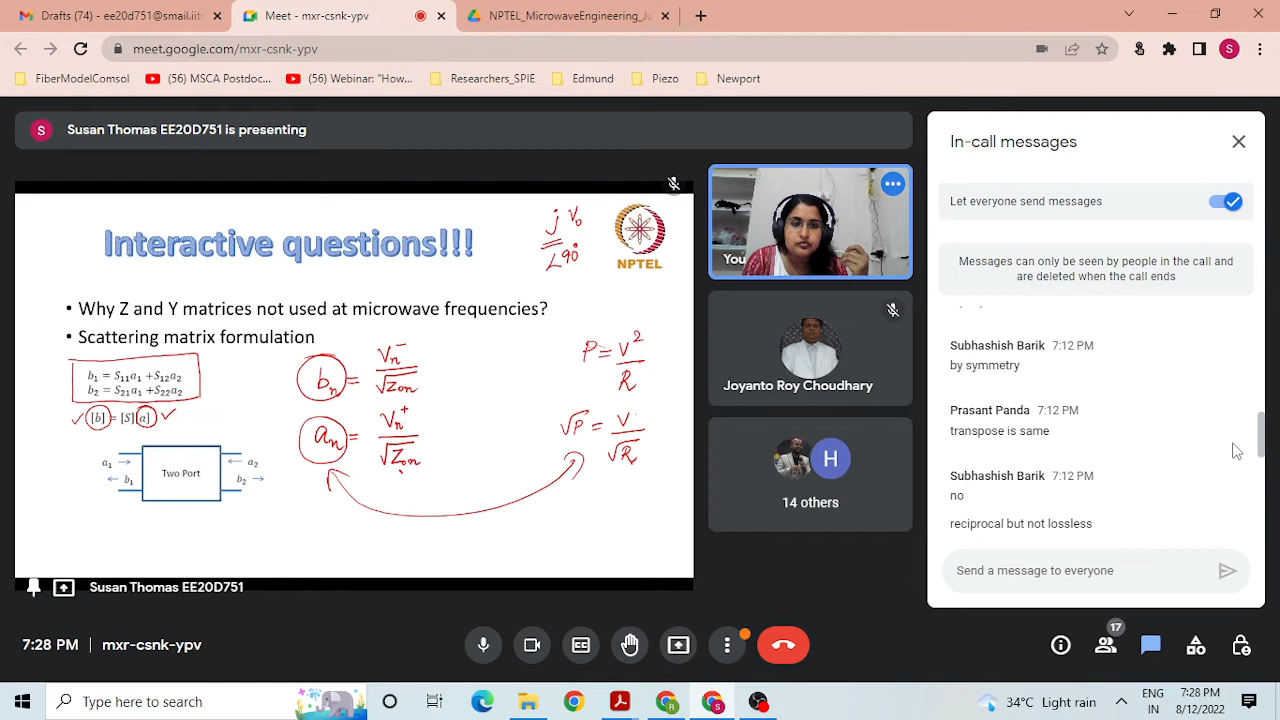 Drafts (74) - ee20d751@smail.iitm
Meet - mxr-csnk-ypv
NPTEL_MicrowaveEngineering_Ju
meet.google.com/mxr-csnk-ypv
FiberModelComsol
(56) MSCA Postdoc...
(56) Webinar: "How...
Researchers_SPIE
Edmund
Piezo
Newport
S
S
Susan Thomas EE20D751 is presenting
Interactive questions!!!
j V₀
∠90°
NPTEL
• Why Z and Y matrices not used at microwave frequencies?
• Scattering matrix formulation
b₁ = S₁₁a₁ +S₁₂a₂
b₂ = S₂₁a₁ +S₂₂a₂
[b] = [S][a]
bₙ = Vₙ⁻ / √Z₀ₙ
aₙ = Vₙ⁺ / √Z₀ₙ
P = V² / R
√P = V / √R
a₁
b₁
Two Port
a₂
b₂
Susan Thomas EE20D751
You
Joyanto Roy Choudhary
H
14 others
In-call messages
Let everyone send messages
Messages can only be seen by people in the call and
are deleted when the call ends
Subhashish Barik 7:12 PM
by symmetry
Prasant Panda 7:12 PM
transpose is same
Subhashish Barik 7:12 PM
no
reciprocal but not lossless
Send a message to everyone
7:28 PM | mxr-csnk-ypv
17
Type here to search
34°C Light rain
ENG
IN
7:28 PM
8/12/2022